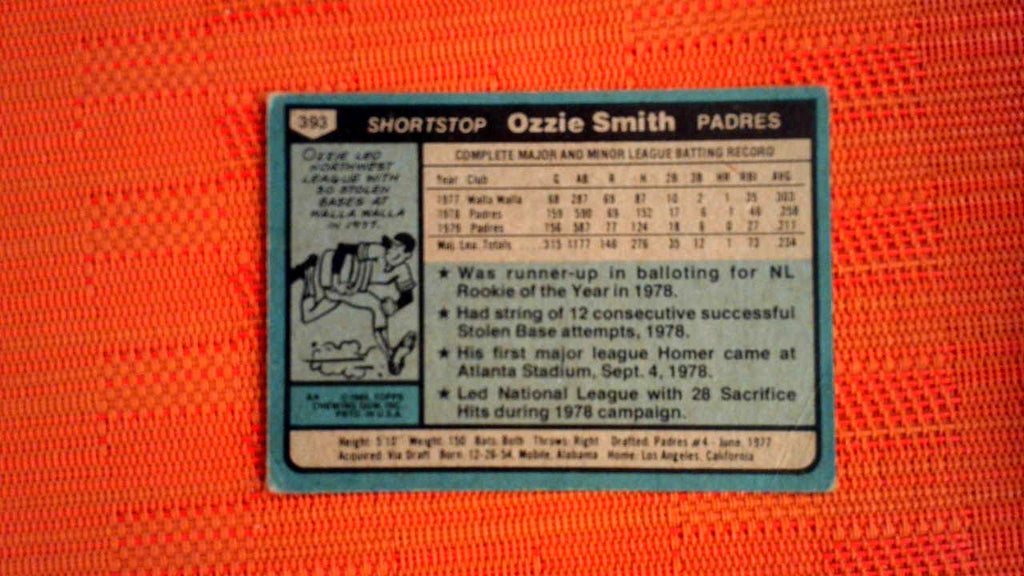 393 SHORTSTOP Ozzie Smith PADRES
OZZIE LED
NORTHWEST
LEAGUE WITH
30 STOLEN
BASES AT
WALLA WALLA
IN 1977.
COMPLETE MAJOR AND MINOR LEAGUE BATTING RECORD
Year Club G AB R H 2B 3B HR RBI AVG.
1977 Walla Walla 68 287 69 87 10 2 1 35 .303
1978 Padres 159 590 69 152 17 6 1 46 .258
1979 Padres 156 587 77 124 18 6 0 27 .211
Maj. Lea. Totals 315 1177 146 276 35 12 1 73 .234
★ Was runner-up in balloting for NL
Rookie of the Year in 1978.
★ Had string of 12 consecutive successful
Stolen Base attempts, 1978.
★ His first major league Homer came at
Atlanta Stadium, Sept. 4, 1978.
★ Led National League with 28 Sacrifice
Hits during 1978 campaign.
©1980 TOPPS
CHEWING GUM, INC.
PRTD. IN U.S.A.
Height: 5'10" Weight: 150 Bats: Both Throws: Right Drafted: Padres #4 - June, 1977
Acquired: Via Draft Born: 12-26-54, Mobile, Alabama Home: Los Angeles, California